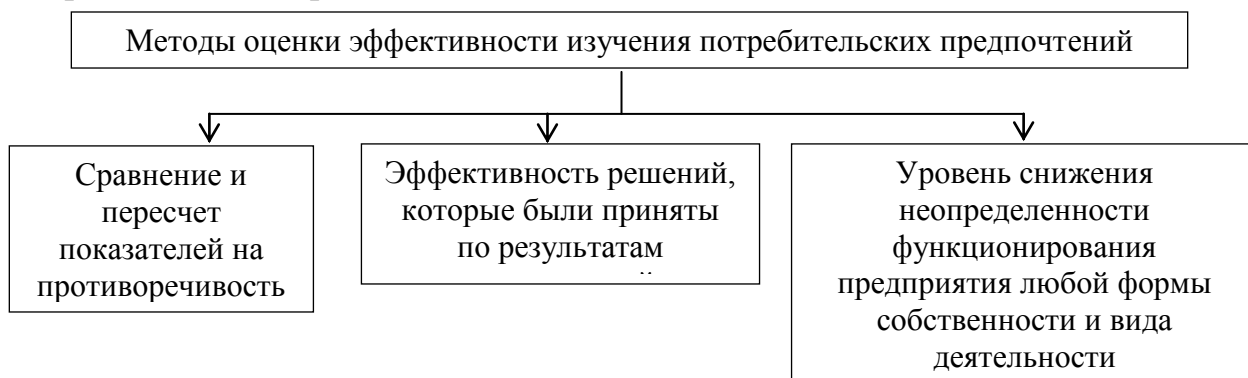 Методы оценки эффективности изучения потребительских предпочтений
Сравнение и
пересчет
показателей на
противоречивость
Эффективность решений,
которые были приняты
по результатам
Уровень снижения
неопределенности
функционирования
предприятия любой формы
собственности и вида
деятельности